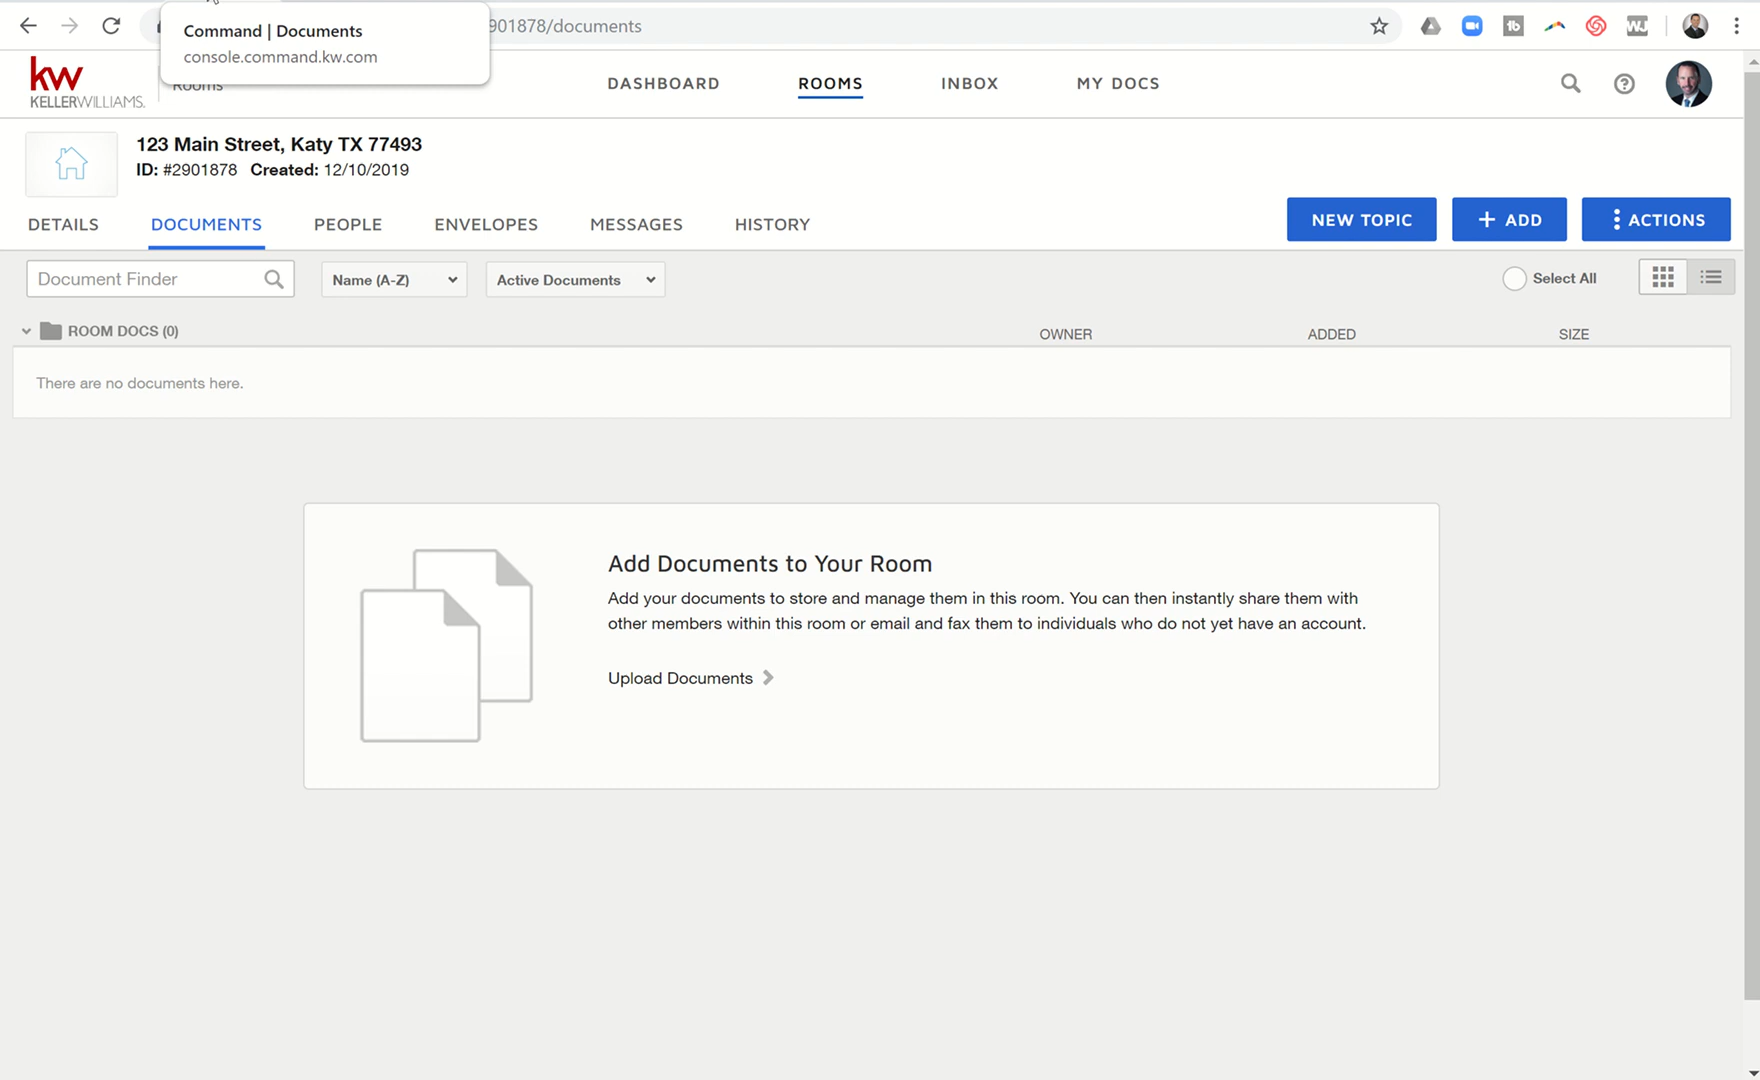 Command | Documents
console.command.kw.com
901878/documents
kw
KELLERWILLIAMS.
Rooms
DASHBOARD
ROOMS
INBOX
MY DOCS
123 Main Street, Katy TX 77493
ID: #2901878 Created: 12/10/2019
DETAILS
DOCUMENTS
PEOPLE
ENVELOPES
MESSAGES
HISTORY
NEW TOPIC
+ ADD
ACTIONS
Document Finder
Name (A-Z)
Active Documents
Select All
ROOM DOCS (0)
OWNER
ADDED
SIZE
There are no documents here.
Add Documents to Your Room
Add your documents to store and manage them in this room. You can then instantly share them with
other members within this room or email and fax them to individuals who do not yet have an account.
Upload Documents